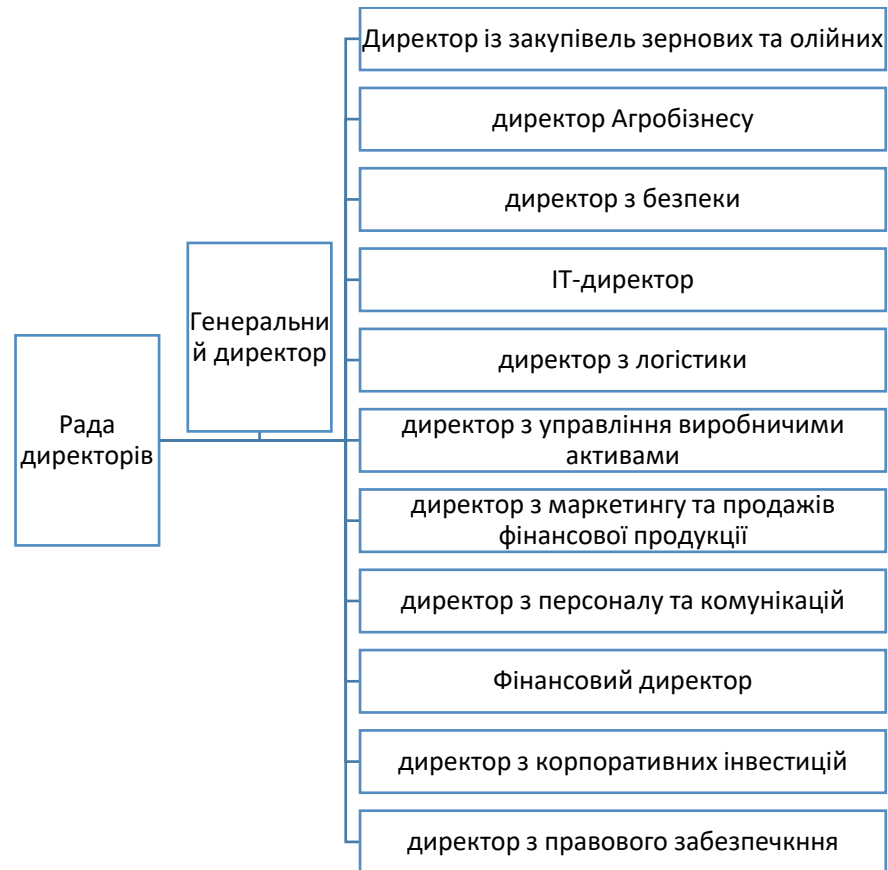 Рада
директорів
Генеральни
й директор
Директор із закупівель зернових та олійних
директор Агробізнесу
директор з безпеки
ІТ-директор
директор з логістики
директор з управління виробничими
активами
директор з маркетингу та продажів
фінансової продукції
директор з персоналу та комунікацій
Фінансовий директор
директор з корпоративних інвестицій
директор з правового забезпечкння